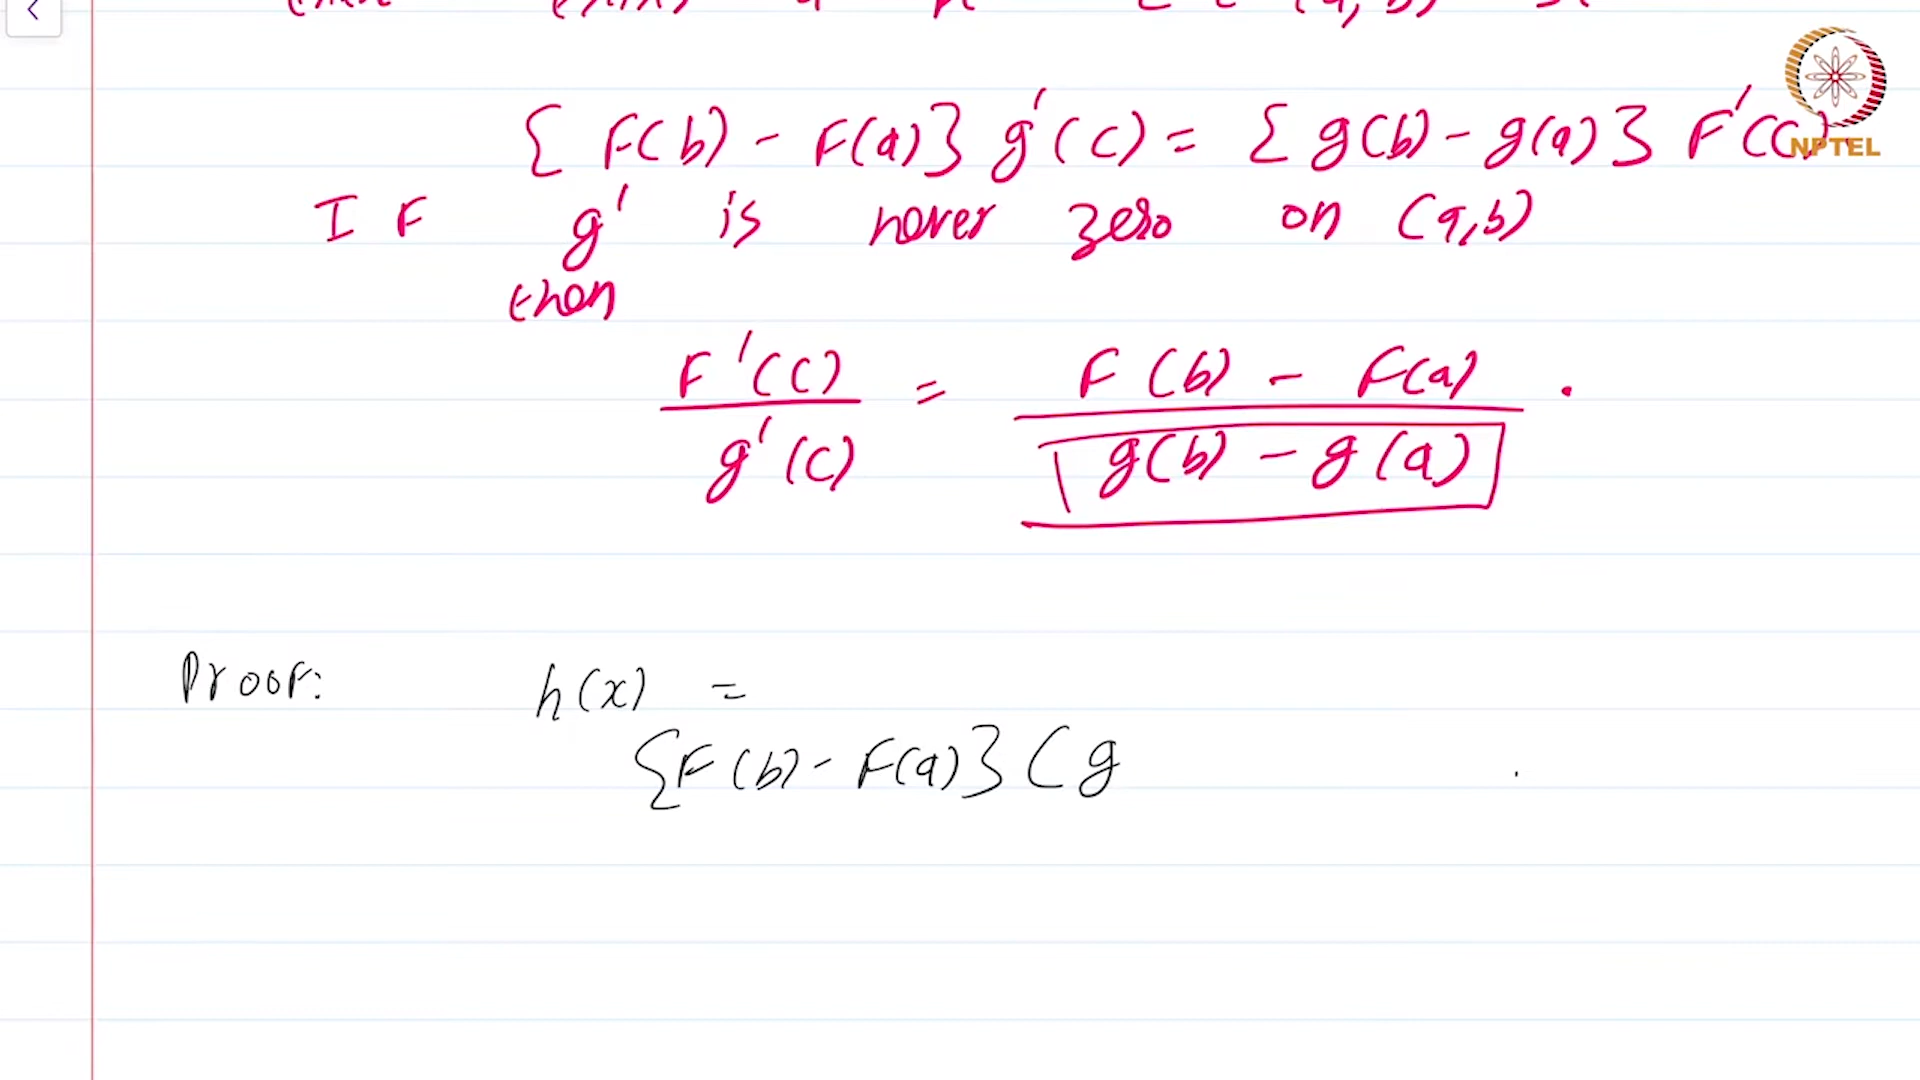 (a, b)
NPTEL
{ F(b) - F(a) } g'(c) = { g(b) - g(a) } F'(c)
IF g' is never zero on (a,b)
then
F'(c) / g'(c) = F(b) - F(a) / g(b) - g(a) .
Proof: h(x) =
{F(b) - F(a)} (g